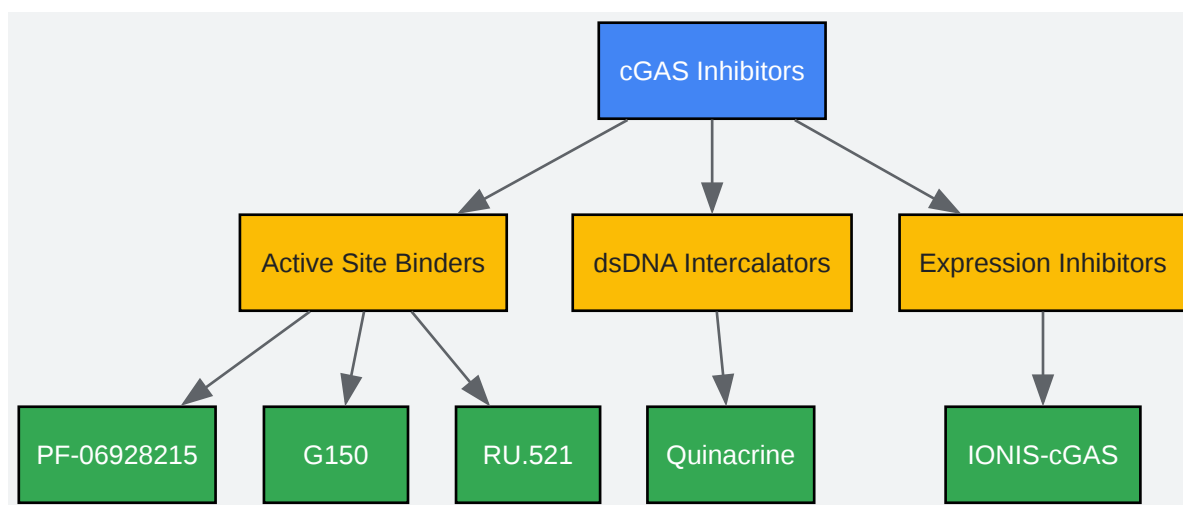 cGAS Inhibitors
Active Site Binders
dsDNA Intercalators
Expression Inhibitors
PF-06928215
G150
RU.521
Quinacrine
IONIS-cGAS